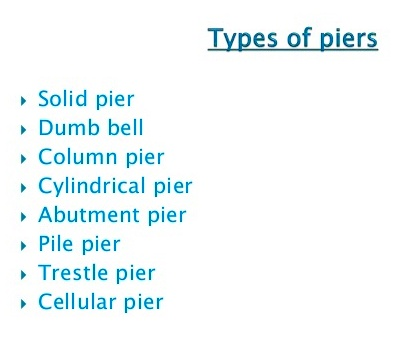 Types of piers
Solid pier
Dumb bell
Column pier
Cylindrical pier
Abutment pier
Pile pier
Trestle pier
Cellular pier